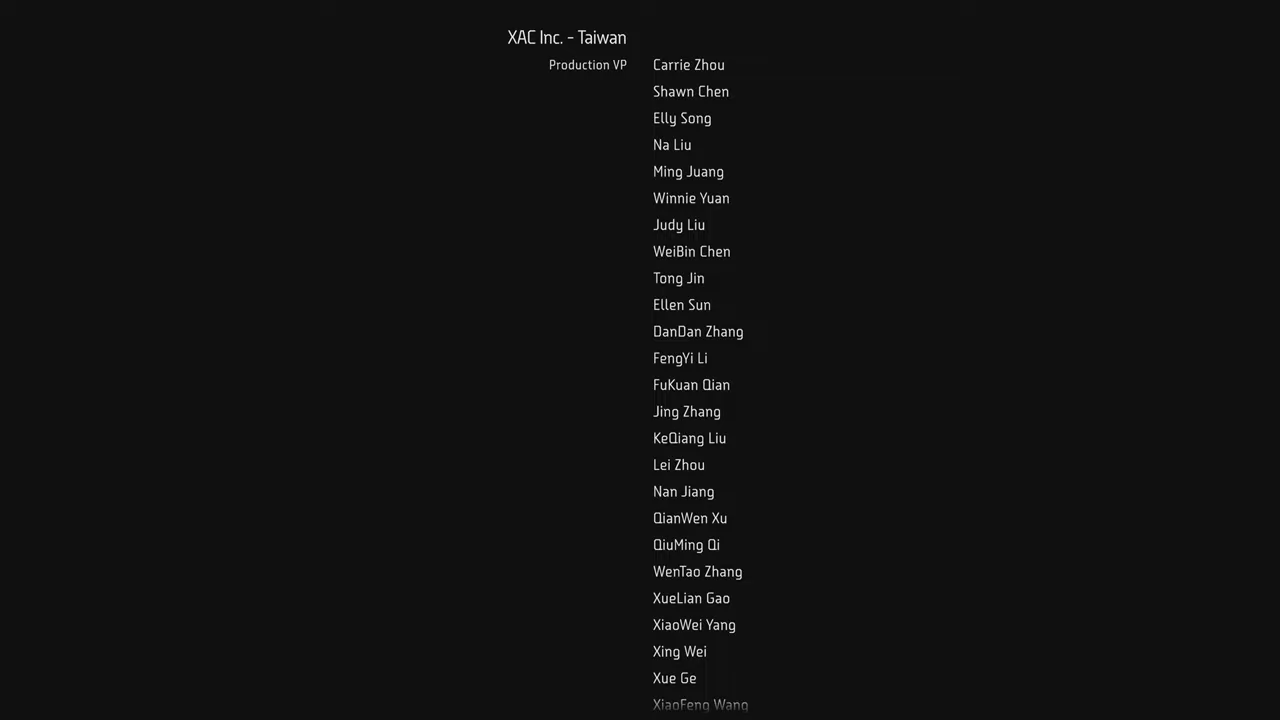 XAC Inc. - Taiwan
Production VP Carrie Zhou
Shawn Chen
Elly Song
Na Liu
Ming Juang
Winnie Yuan
Judy Liu
WeiBin Chen
Tong Jin
Ellen Sun
DanDan Zhang
FengYi Li
FuKuan Qian
Jing Zhang
KeQiang Liu
Lei Zhou
Nan Jiang
QianWen Xu
QiuMing Qi
WenTao Zhang
XueLian Gao
XiaoWei Yang
Xing Wei
Xue Ge
XiaoFeng Wang